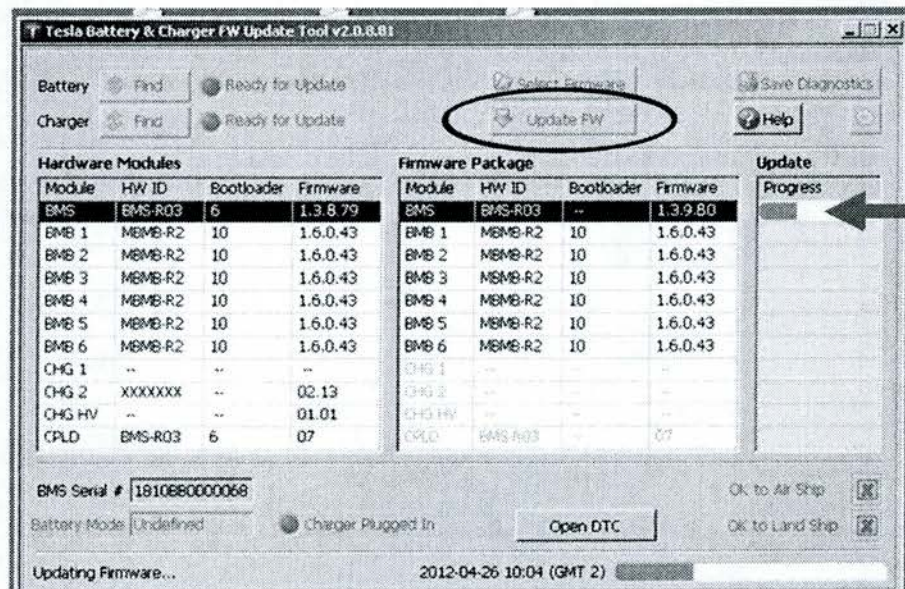 Tesla Battery & Charger FW Update Tool v2.0.8.81
Battery Find Ready for Update Select Firmware Save Diagnostics
Charger Find Ready for Update Update FW Help
Hardware Modules Firmware Package Update
Module HW ID Bootloader Firmware Module HW ID Bootloader Firmware Progress
BMS BMS-R03 6 1.3.8.79 BMS BMS-R03 -- 1.3.9.80
BMB 1 MBMB-R2 10 1.6.0.43 BMB 1 MBMB-R2 10 1.6.0.43
BMB 2 MBMB-R2 10 1.6.0.43 BMB 2 MBMB-R2 10 1.6.0.43
BMB 3 MBMB-R2 10 1.6.0.43 BMB 3 MBMB-R2 10 1.6.0.43
BMB 4 MBMB-R2 10 1.6.0.43 BMB 4 MBMB-R2 10 1.6.0.43
BMB 5 MBMB-R2 10 1.6.0.43 BMB 5 MBMB-R2 10 1.6.0.43
BMB 6 MBMB-R2 10 1.6.0.43 BMB 6 MBMB-R2 10 1.6.0.43
CHG 1 -- -- -- CHG 1 -- -- --
CHG 2 XXXXXXX -- 02.13 CHG 2 -- -- --
CHG HV -- -- 01.01 CHG HV -- -- --
CPLD BMS-R03 6 07 CPLD BMS-R03 -- 07
BMS Serial # 1810BB0000068 OK to Air Ship
Battery Mode Undefined Charger Plugged In Open DTC OK to Land Ship
Updating Firmware... 2012-04-26 10:04 (GMT 2)